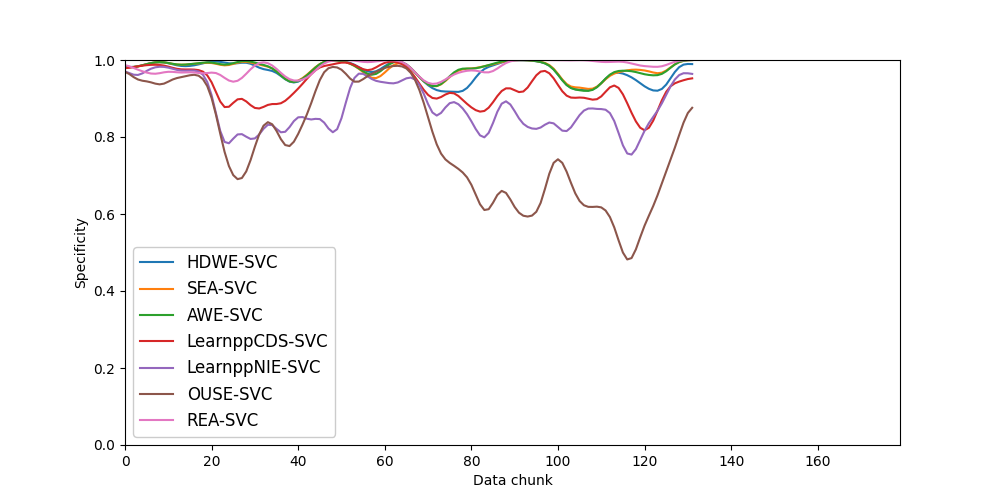 1.0
0.8
0.6
0.4
0.2
0.0
Specificity
HDWE-SVC
SEA-SVC
AWE-SVC
LearnppCDS-SVC
LearnppNIE-SVC
OUSE-SVC
REA-SVC
0 20 40 60 80 100 120 140 160
Data chunk